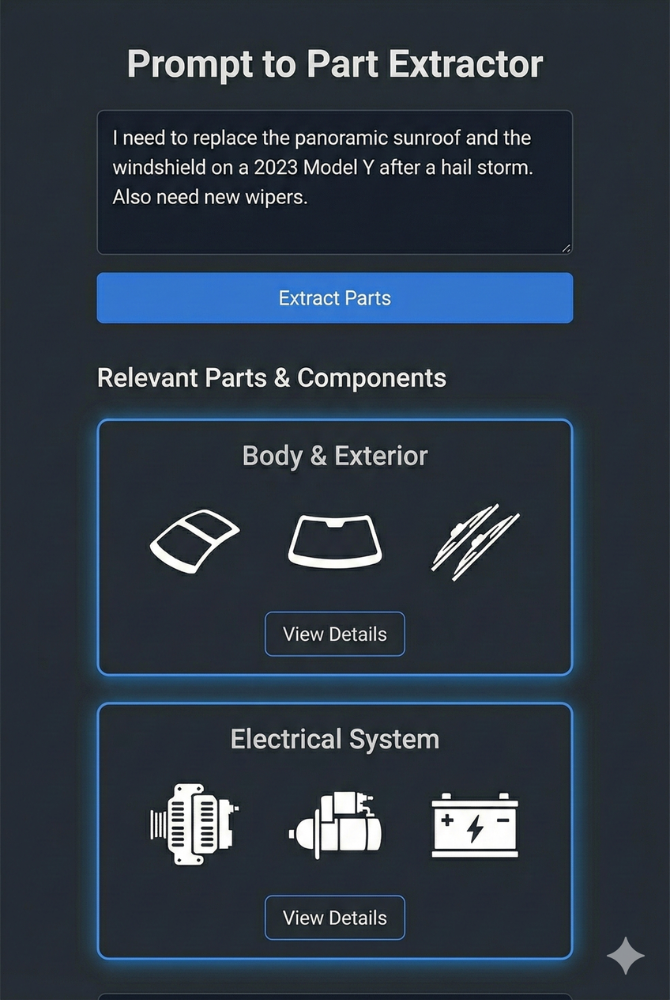 Prompt to Part Extractor
I need to replace the panoramic sunroof and the
windshield on a 2023 Model Y after a hail storm.
Also need new wipers.
Extract Parts
Relevant Parts & Components
Body & Exterior
View Details
Electrical System
+ −
View Details